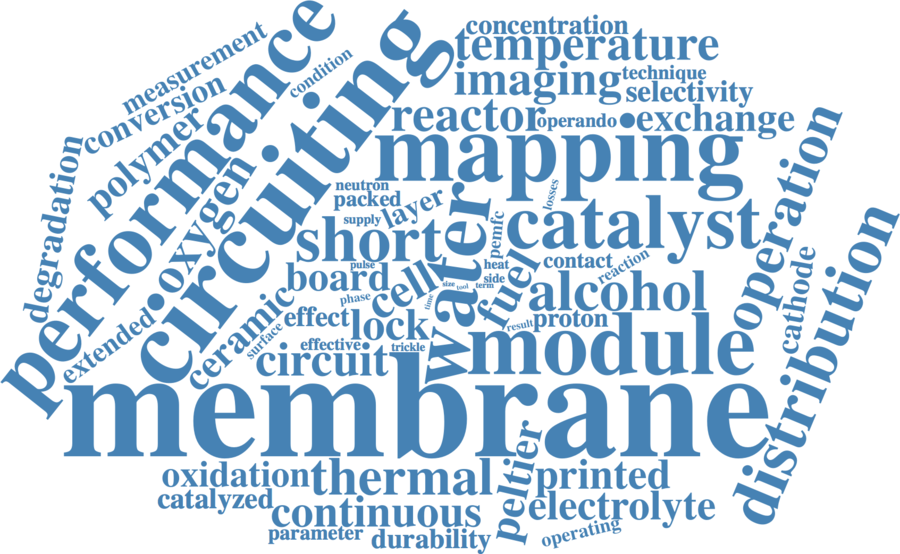 concentration
measurement
temperature
condition
performance
circuiting
imaging
technique
conversion
selectivity
polymer
reactor
operando
exchange
mapping
degradation
oxygen
neutron
packed
losses
operation
layer
supply
water
pemfc
catalyst
short
contact
distribution
pulse
heat
board
cell
fuel
reaction
side
alcohol
cathode
size
tool
term
phase
time
extended
ceramic
effect
lock
result
proton
surface
effective
trickle
circuit
module
membrane
oxidation
thermal
peltier
printed
catalyzed
continuous
electrolyte
parameter
durability
operating